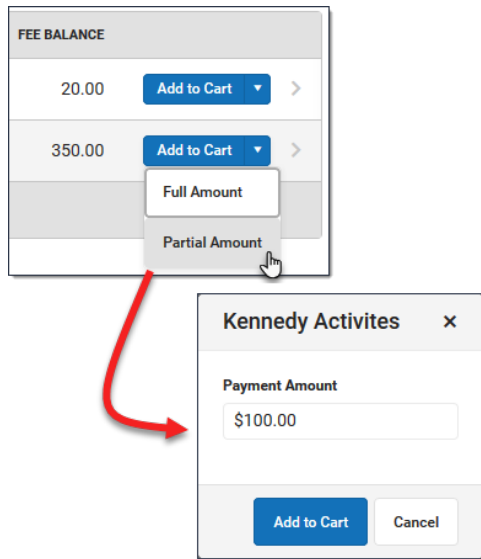 FEE BALANCE
20.00 Add to Cart
350.00 Add to Cart
Full Amount
Partial Amount
Kennedy Activites ×
Payment Amount
$100.00
Add to Cart Cancel